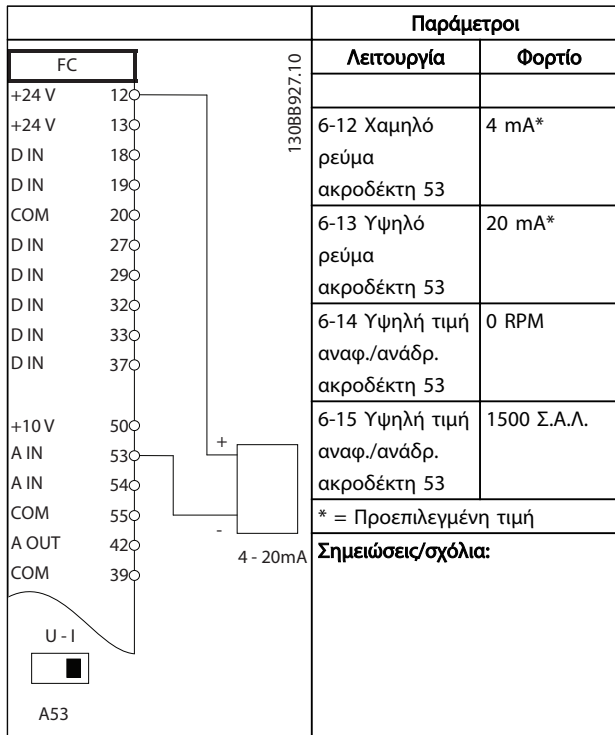 Παράμετροι
FC
Λειτουργία
Φορτίο
130BB927.10
+24 V 12
+24 V 13
D IN 18
D IN 19
COM 20
D IN 27
D IN 29
D IN 32
D IN 33
D IN 37
+10 V 50
A IN 53
A IN 54
COM 55
A OUT 42
COM 39
+
-
4 - 20mA
U - I
A53
6-12 Χαμηλό
ρεύμα
ακροδέκτη 53
4 mA*
6-13 Υψηλό
ρεύμα
ακροδέκτη 53
20 mA*
6-14 Υψηλή τιμή
αναφ./ανάδρ.
ακροδέκτη 53
0 RPM
6-15 Υψηλή τιμή
αναφ./ανάδρ.
ακροδέκτη 53
1500 Σ.Α.Λ.
* = Προεπιλεγμένη τιμή
Σημειώσεις/σχόλια: